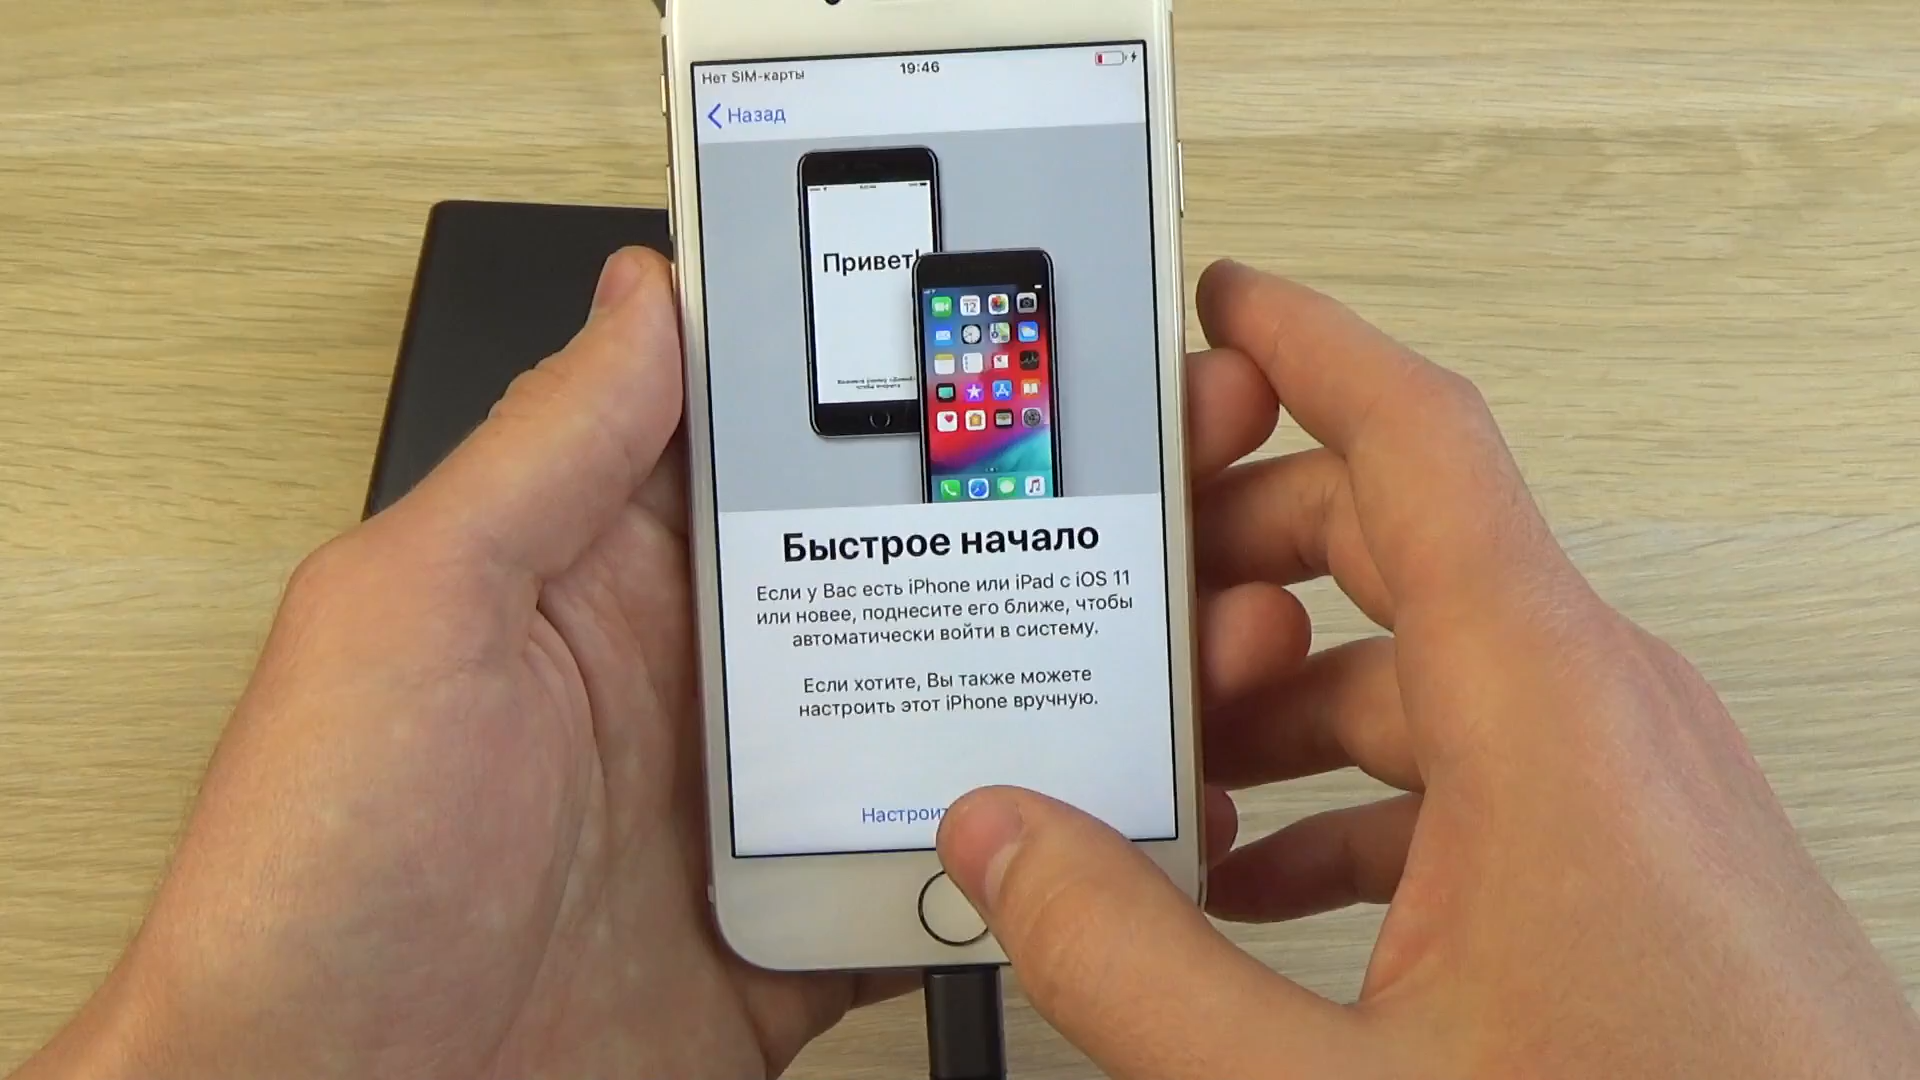 Нет SIM-карты
19:46
Назад
Привет!
12
Быстрое начало
Если у Вас есть iPhone или iPad с iOS 11
или новее, поднесите его ближе, чтобы
автоматически войти в систему.
Если хотите, Вы также можете
настроить этот iPhone вручную.